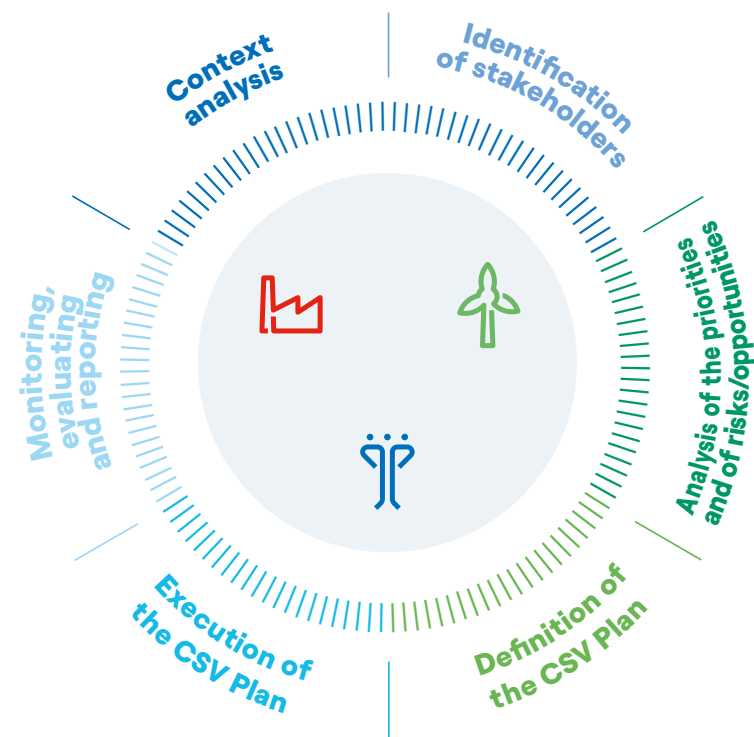 Context
analysis
Identification
of stakeholders
Analysis of the priorities
and of risks/opportunities
Definition of
the CSV Plan
Execution of
the CSV Plan
Monitoring,
evaluating
and reporting